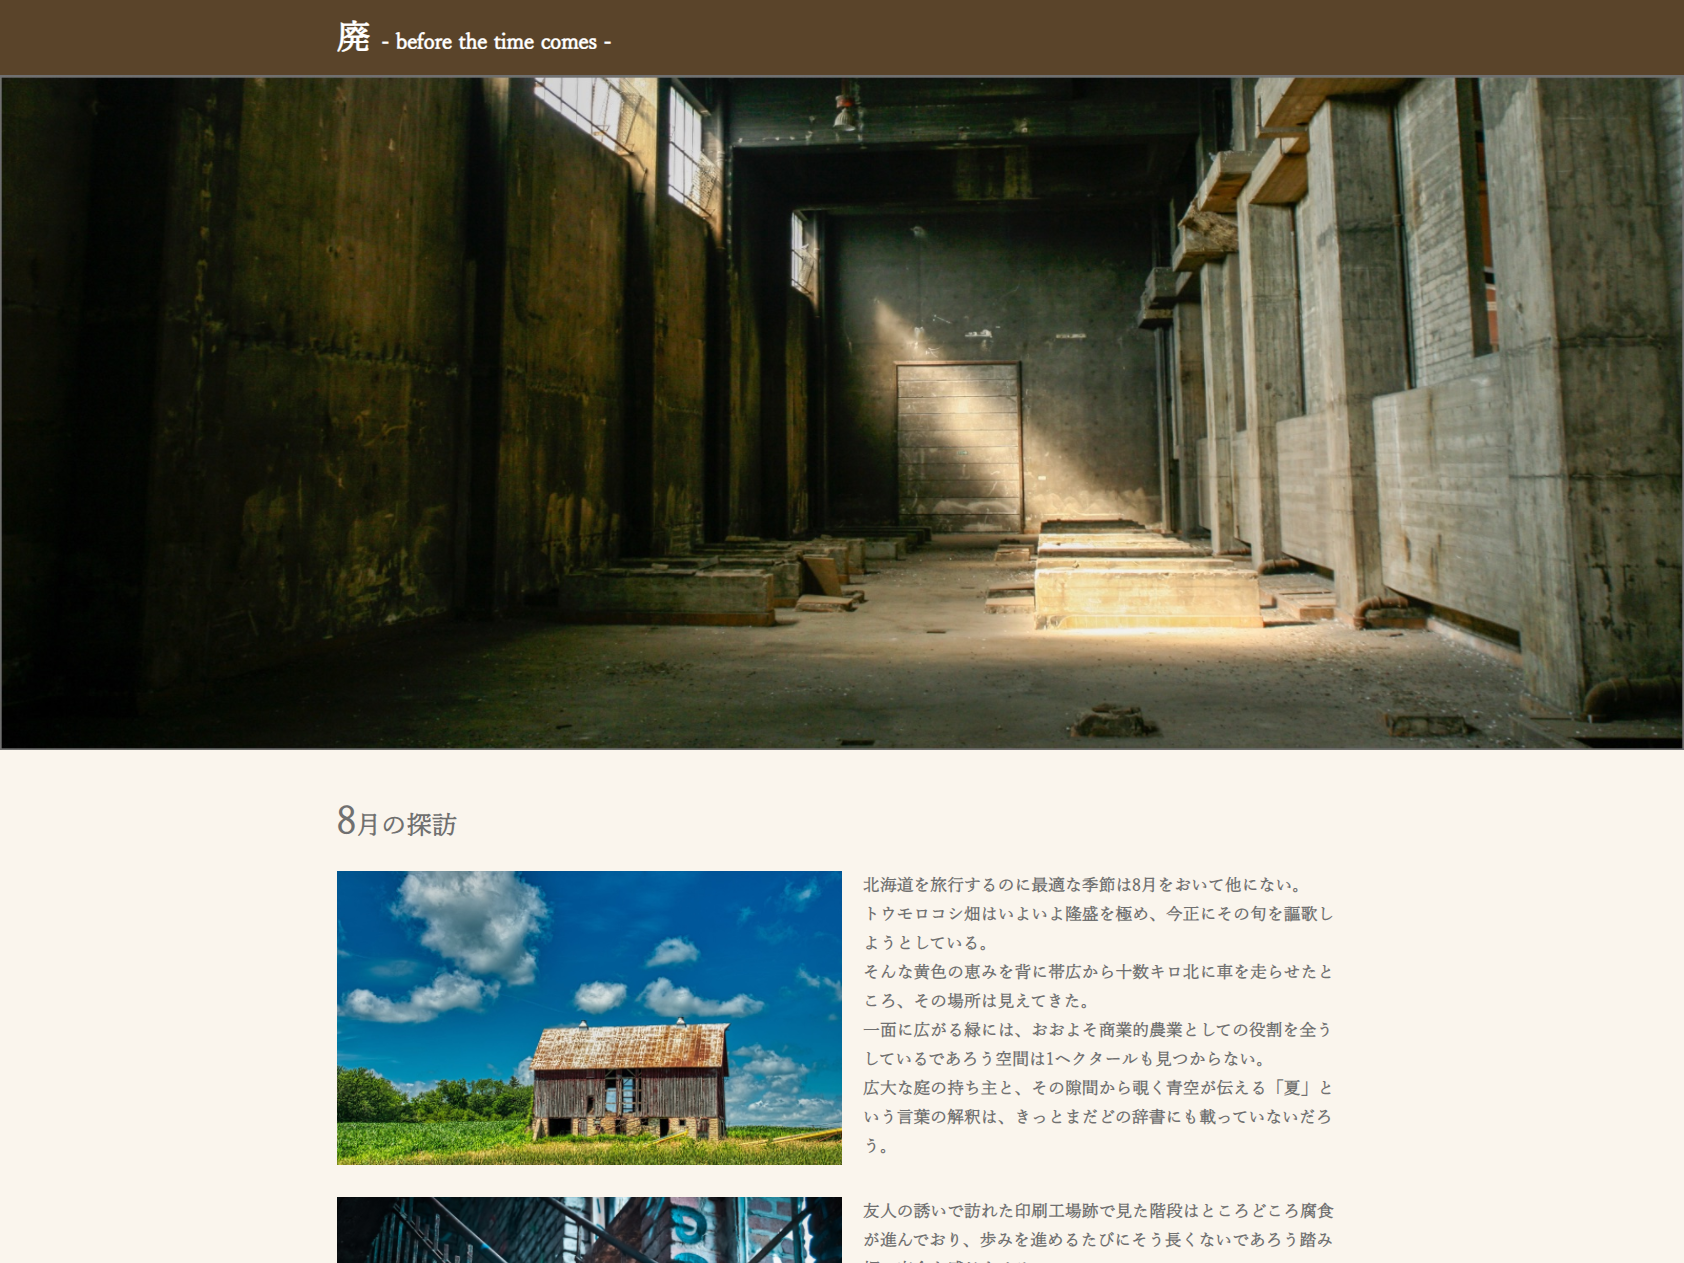 廃 - before the time comes -
8月の探訪
北海道を旅行するのに最適な季節は8月をおいて他にない。
トウモロコシ畑はいよいよ隆盛を極め、今正にその旬を謳歌し
ようとしている。
そんな黄色の恵みを背に帯広から十数キロ北に車を走らせたと
ころ、その場所は見えてきた。
一面に広がる緑には、おおよそ商業的農業としての役割を全う
しているであろう空間は1ヘクタールも見つからない。
広大な庭の持ち主と、その隙間から覗く青空が伝える「夏」と
いう言葉の解釈は、きっとまだどの辞書にも載っていないだろ
う。
友人の誘いで訪れた印刷工場跡で見た階段はところどころ腐食
が進んでおり、歩みを進めるたびにそう長くないであろう踏み